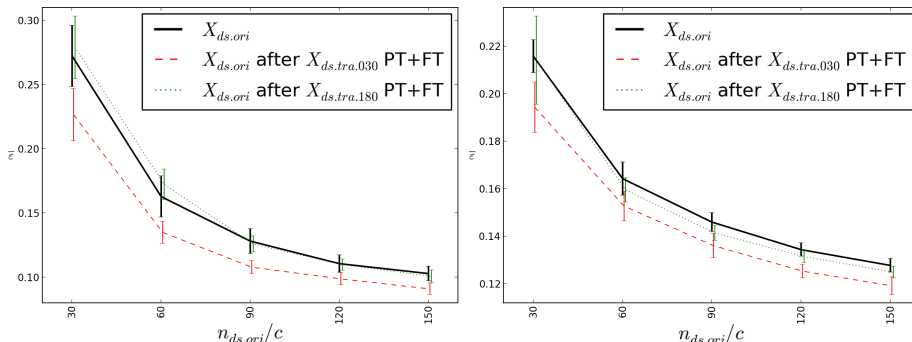 0.30
0.25
0.20
0.15
0.10
30
60
90
120
150
n_{ds.ori}/c
X_{ds.ori}
X_{ds.ori} after X_{ds.tra.030} PT+FT
X_{ds.ori} after X_{ds.tra.180} PT+FT
0.22
0.20
0.18
0.16
0.14
0.12
30
60
90
120
150
n_{ds.ori}/c
X_{ds.ori}
X_{ds.ori} after X_{ds.tra.030} PT+FT
X_{ds.ori} after X_{ds.tra.180} PT+FT